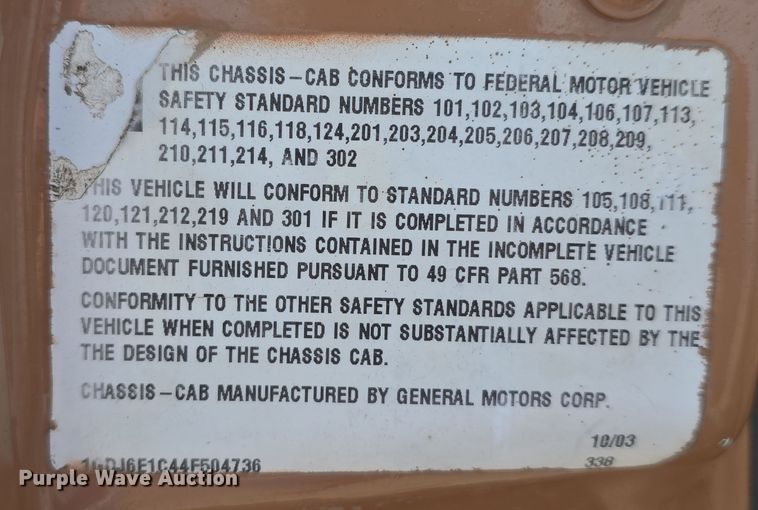 THIS CHASSIS-CAB CONFORMS TO FEDERAL MOTOR VEHICLE
SAFETY STANDARD NUMBERS 101,102,103,104,106,107,113,
114,115,116,118,124,201,203,204,205,206,207,208,209,
210,211,214, AND 302
THIS VEHICLE WILL CONFORM TO STANDARD NUMBERS 105,108,111,
120,121,212,219 AND 301 IF IT IS COMPLETED IN ACCORDANCE
WITH THE INSTRUCTIONS CONTAINED IN THE INCOMPLETE VEHICLE
DOCUMENT FURNISHED PURSUANT TO 49 CFR PART 568.
CONFORMITY TO THE OTHER SAFETY STANDARDS APPLICABLE TO THIS
VEHICLE WHEN COMPLETED IS NOT SUBSTANTIALLY AFFECTED BY THE
THE DESIGN OF THE CHASSIS CAB.
CHASSIS-CAB MANUFACTURED BY GENERAL MOTORS CORP.
10/03
1GDJ6E1C44F504736
338
Purple Wave Auction